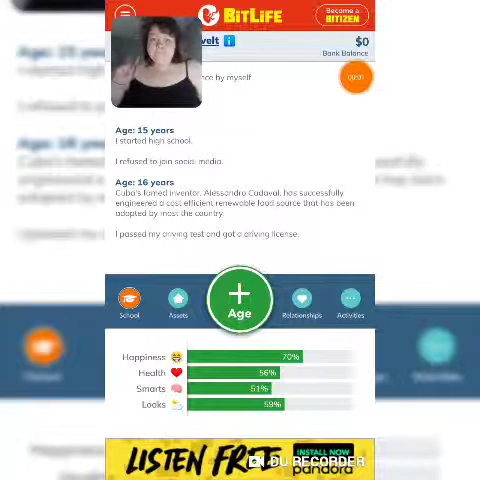 BitLife
Become a
BITIZEN
velt i
$0
Bank Balance
nce by myself
Age: 15 years
I started high school.
I refused to join social media.
Age: 16 years
Cuba's famed inventor, Alessandro Cadaval, has successfully
engineered a cost efficient renewable food source that has been
adopted by most the country.
I passed my driving test and got a driving license.
+
Age
School
Assets
Relationships
Activities
Happiness 70%
Health 56%
Smarts 51%
Looks 59%
LISTEN FREE
INSTALL NOW
pandora
DU RECORDER